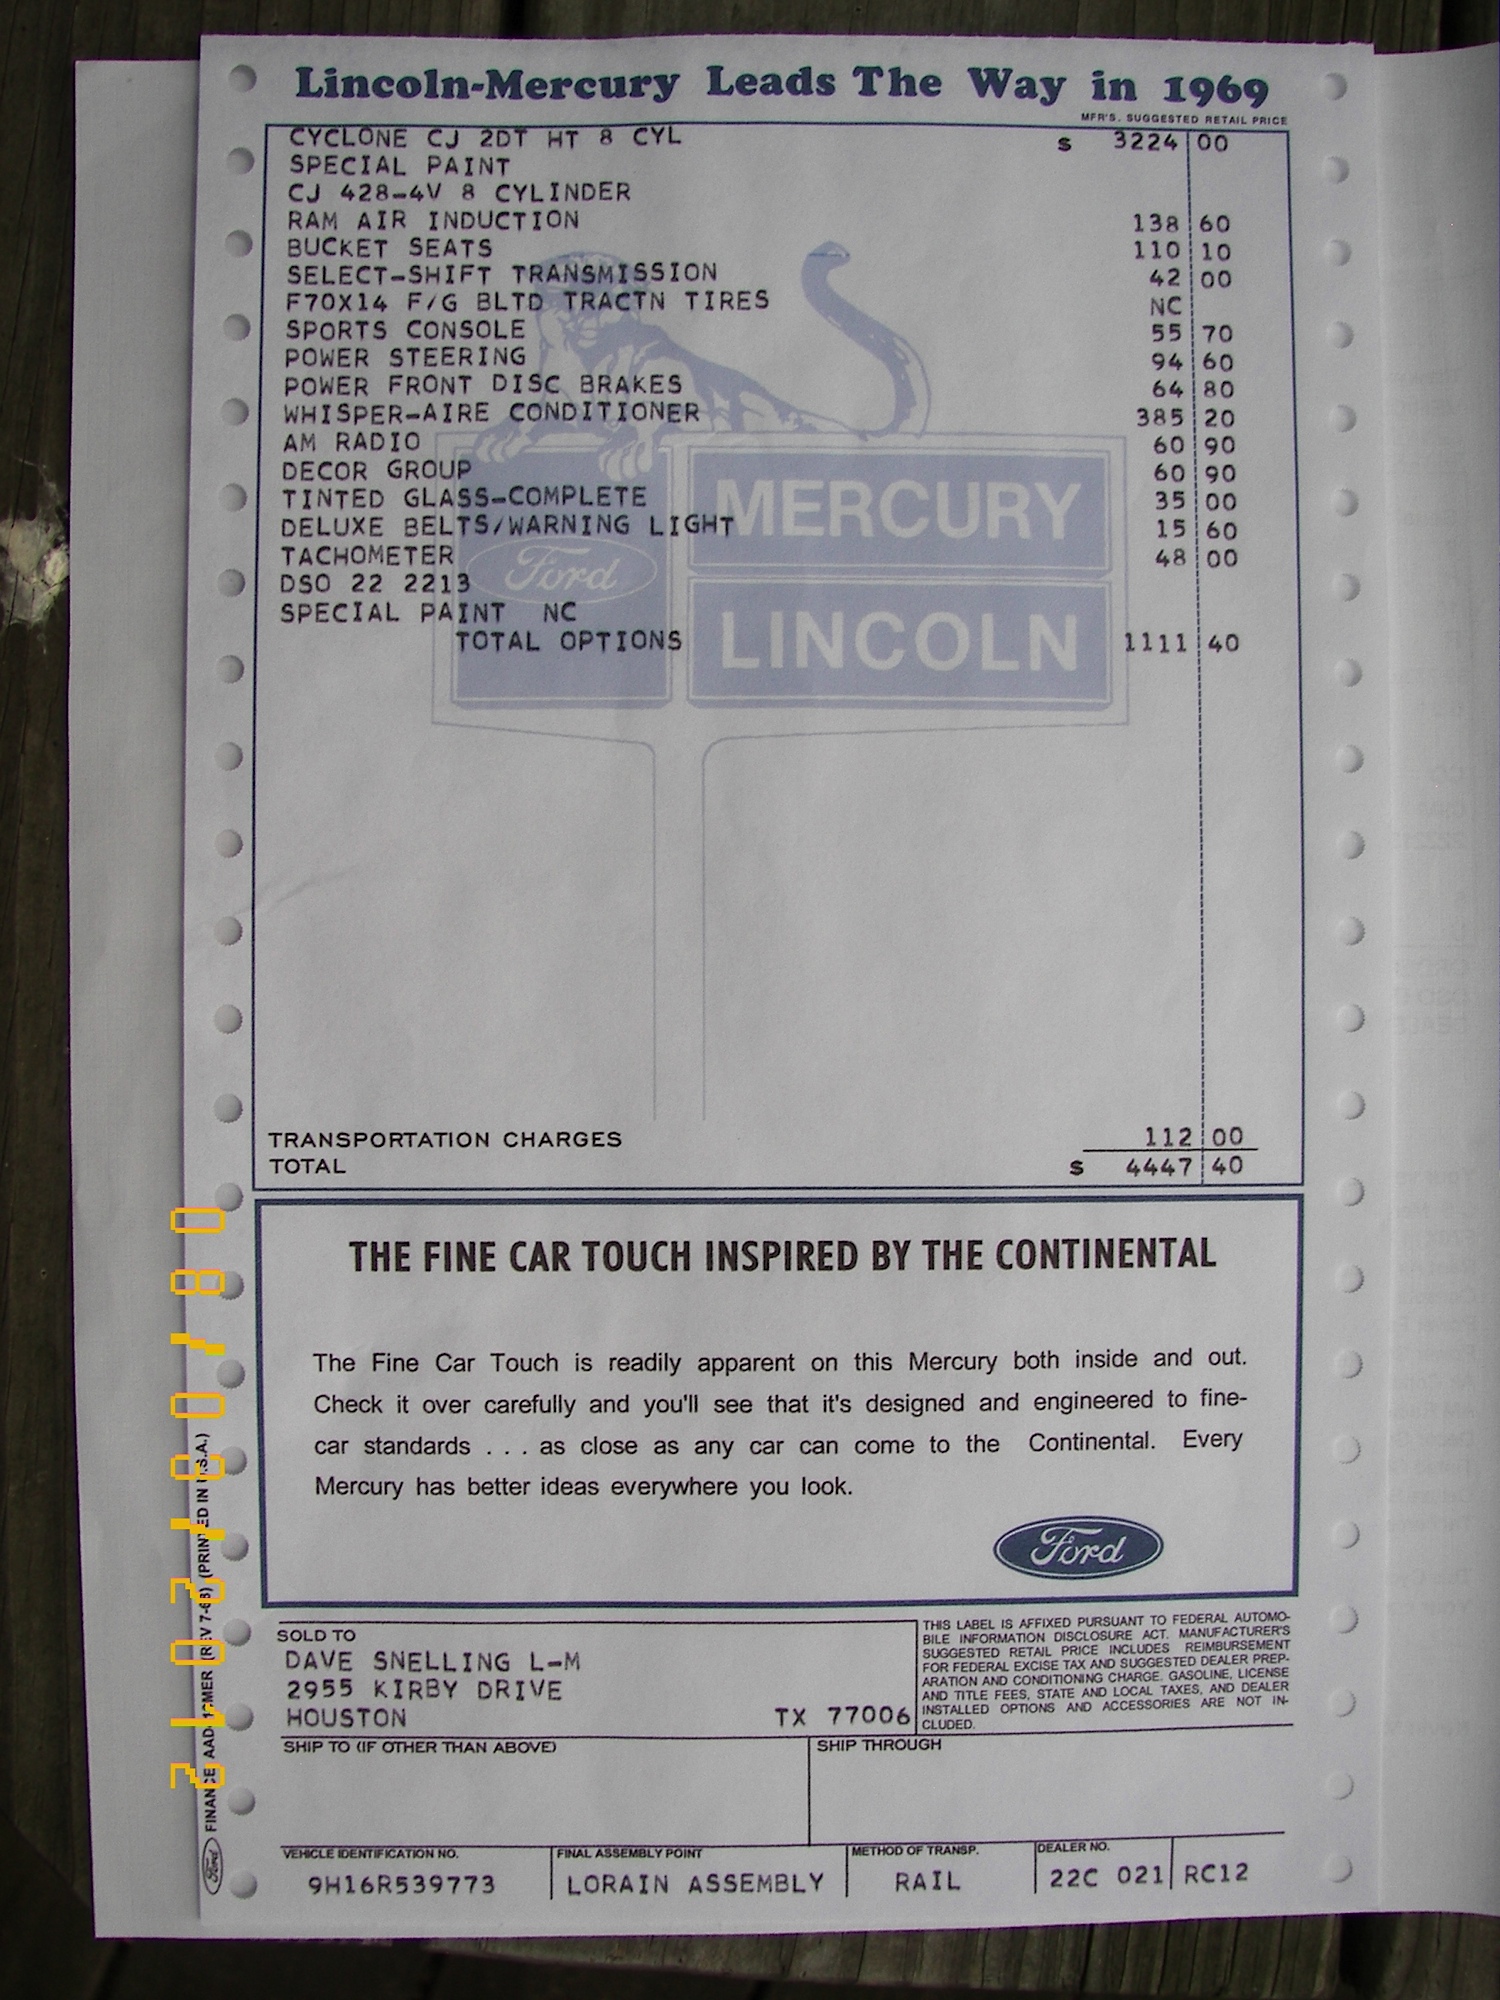 Lincoln-Mercury Leads The Way in 1969
MFR'S. SUGGESTED RETAIL PRICE
CYCLONE CJ 2DT HT 8 CYL $ 3224 00
SPECIAL PAINT
CJ 428-4V 8 CYLINDER
RAM AIR INDUCTION 138 60
BUCKET SEATS 110 10
SELECT-SHIFT TRANSMISSION 42 00
F70X14 F/G BLTD TRACTN TIRES NC
SPORTS CONSOLE 55 70
POWER STEERING 94 60
POWER FRONT DISC BRAKES 64 80
WHISPER-AIRE CONDITIONER 385 20
AM RADIO 60 90
DECOR GROUP 60 90
TINTED GLASS-COMPLETE 35 00
DELUXE BELTS/WARNING LIGHT 15 60
TACHOMETER 48 00
DSO 22 2213
SPECIAL PAINT NC
TOTAL OPTIONS 1111 40
MERCURY
Ford
LINCOLN
TRANSPORTATION CHARGES 112 00
TOTAL $ 4447 40
THE FINE CAR TOUCH INSPIRED BY THE CONTINENTAL
The Fine Car Touch is readily apparent on this Mercury both inside and out.
Check it over carefully and you'll see that it's designed and engineered to fine-
car standards . . . as close as any car can come to the Continental. Every
Mercury has better ideas everywhere you look.
Ford
SOLD TO
DAVE SNELLING L-M
2955 KIRBY DRIVE
HOUSTON TX 77006
THIS LABEL IS AFFIXED PURSUANT TO FEDERAL AUTOMO-
BILE INFORMATION DISCLOSURE ACT. MANUFACTURER'S
SUGGESTED RETAIL PRICE INCLUDES REIMBURSEMENT
FOR FEDERAL EXCISE TAX AND SUGGESTED DEALER PREP-
ARATION AND CONDITIONING CHARGE. GASOLINE, LICENSE
AND TITLE FEES, STATE AND LOCAL TAXES, AND DEALER
INSTALLED OPTIONS AND ACCESSORIES ARE NOT IN-
CLUDED.
SHIP TO (IF OTHER THAN ABOVE)
SHIP THROUGH
VEHICLE IDENTIFICATION NO. FINAL ASSEMBLY POINT METHOD OF TRANSP. DEALER NO.
9H16R539773 LORAIN ASSEMBLY RAIL 22C 021 RC12
Ford FINANCE MER (REV 7-68) (PRINTED IN U.S.A.)